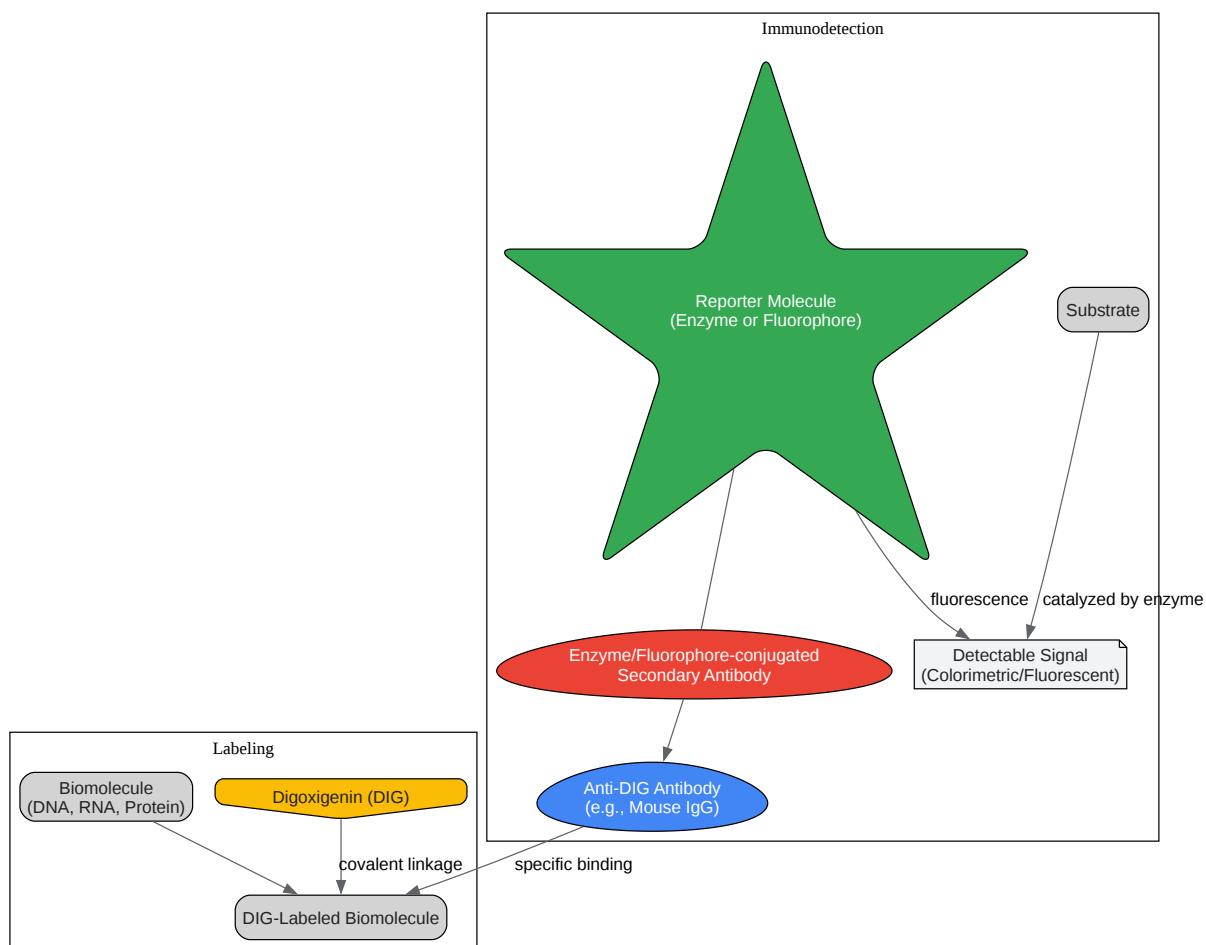 Immunodetection
Reporter Molecule
(Enzyme or Fluorophore)
Substrate
fluorescence
catalyzed by enzyme
Enzyme/Fluorophore-conjugated
Secondary Antibody
Detectable Signal
(Colorimetric/Fluorescent)
Labeling
Biomolecule
(DNA, RNA, Protein)
Digoxigenin (DIG)
Anti-DIG Antibody
(e.g., Mouse IgG)
covalent linkage
specific binding
DIG-Labeled Biomolecule